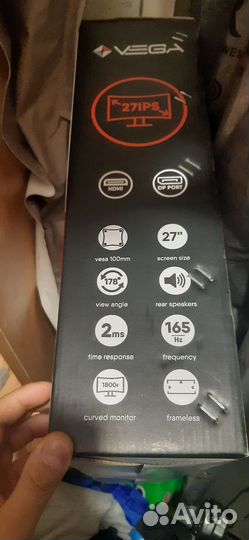 VEGA
27IPS
HDMI
DP PORT
vesa 100mm
27"
screen size
178°
view angle
rear speakers
2ms
time response
165
Hz
frequency
1800r
curved monitor
frameless
Avito